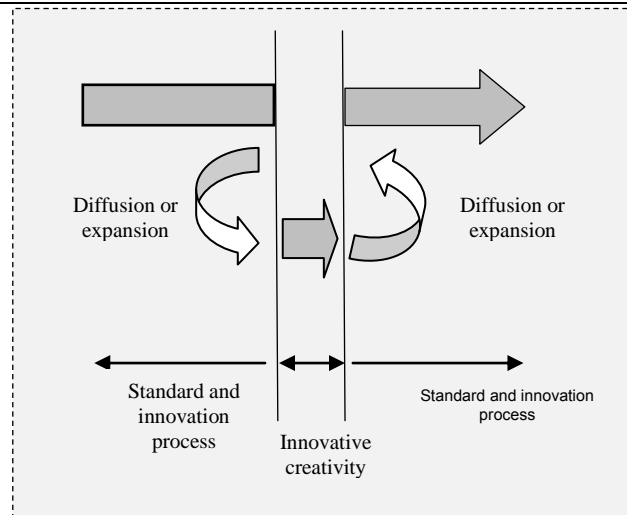 Diffusion or
expansion
Diffusion or
expansion
Standard and
innovation
process
Innovative
creativity
Standard and innovation
process